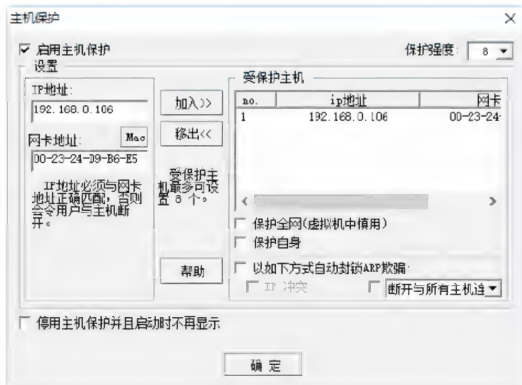 主机保护
启用主机保护
保护强度: 8
设置
IP地址:
192.168.0.106
网卡地址: Mac
00-23-24-D9-B6-E5
IP地址必须与网卡
地址正确匹配，否则
会令用户与主机断
开。
加入>>
移出<<
受保护主
机最多可设
置 8 个。
帮助
受保护主机
no. ip地址 网卡
1 192.168.0.106 00-23-24-
保护全网(虚拟机中慎用)
保护自身
以如下方式自动封锁ARP欺骗:
IP 冲突
断开与所有主机连
停用主机保护并且启动时不再显示
确 定